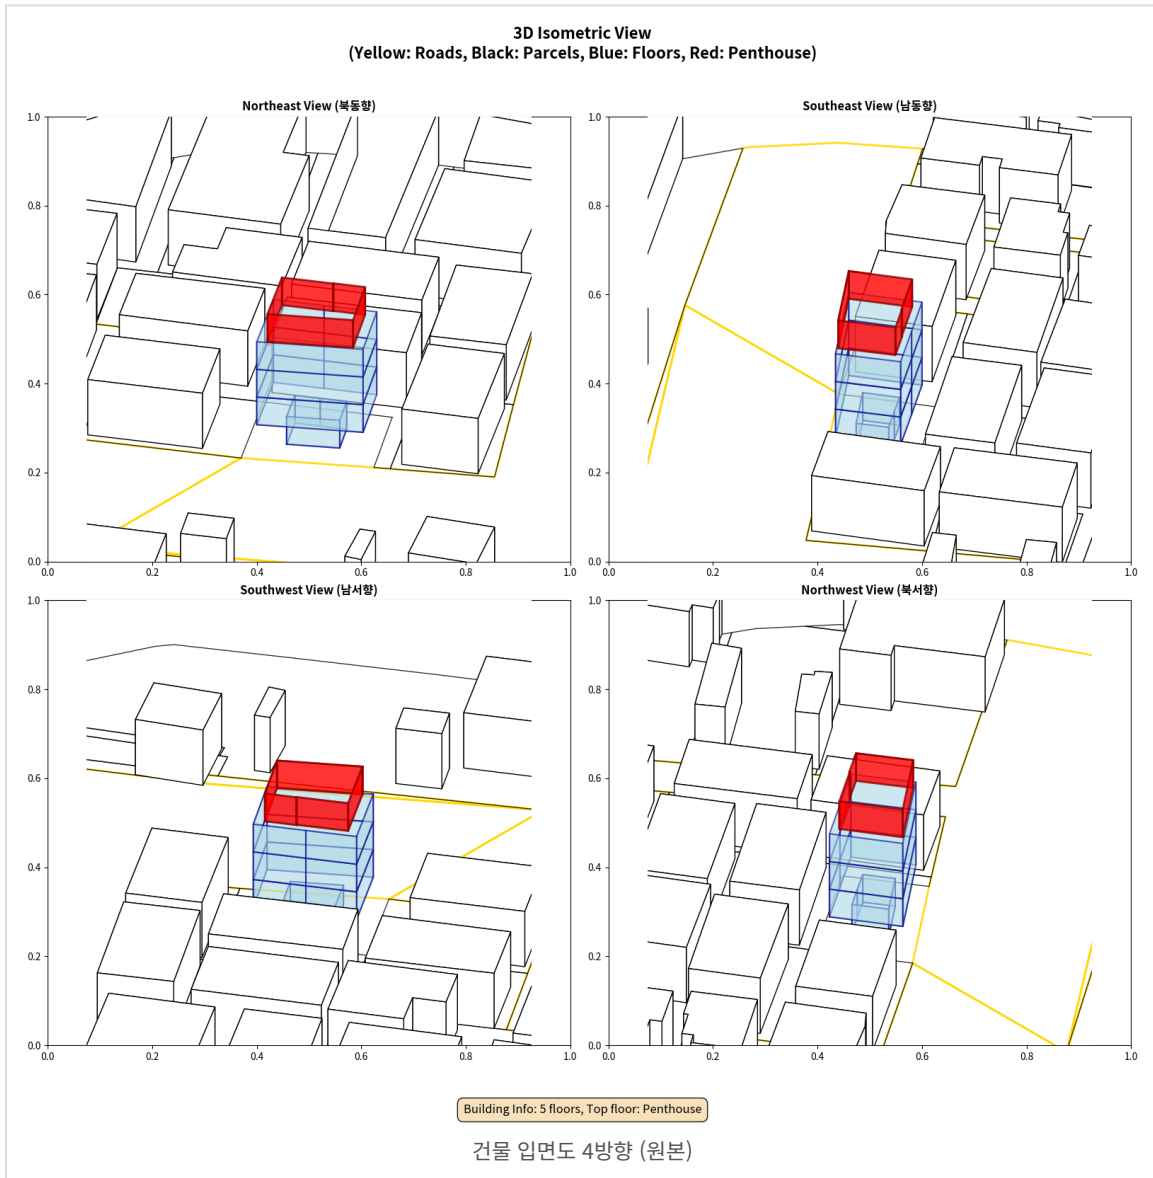 3D Isometric View
(Yellow: Roads, Black: Parcels, Blue: Floors, Red: Penthouse)
Northeast View (북동향)
1.0
0.8
0.6
0.4
0.2
0.0
0.0 0.2 0.4 0.6 0.8 1.0
Southeast View (남동향)
1.0
0.8
0.6
0.4
0.2
0.0
0.0 0.2 0.4 0.6 0.8 1.0
Southwest View (남서향)
1.0
0.8
0.6
0.4
0.2
0.0
0.0 0.2 0.4 0.6 0.8 1.0
Northwest View (북서향)
1.0
0.8
0.6
0.4
0.2
0.0
0.0 0.2 0.4 0.6 0.8 1.0
Building Info: 5 floors, Top floor: Penthouse
건물 입면도 4방향 (원본)